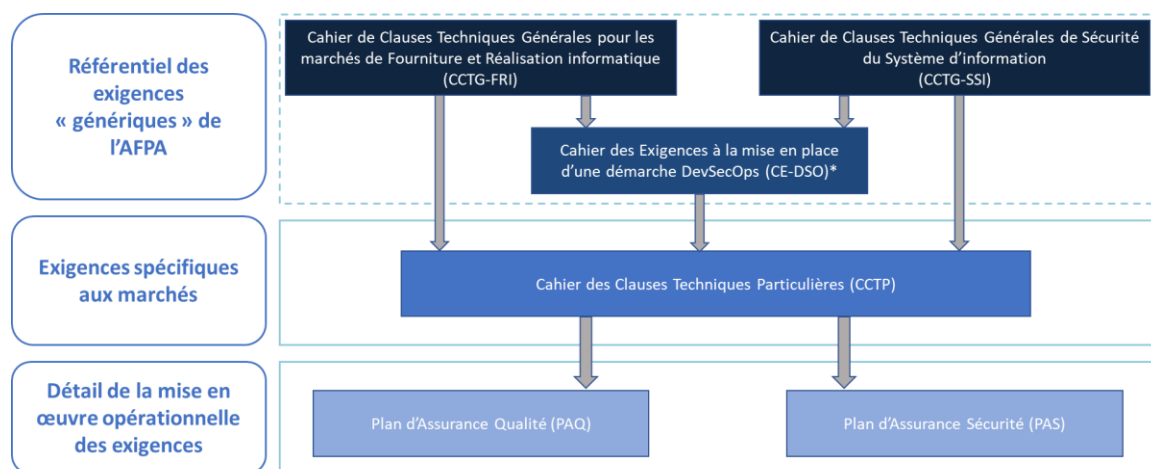 Référentiel des
exigences
« génériques » de
l'AFPA
Cahier de Clauses Techniques Générales pour les
marchés de Fourniture et Réalisation informatique
(CCTG-FRI)
Cahier de Clauses Techniques Générales de Sécurité
du Système d'information
(CCTG-SSI)
Cahier des Exigences à la mise en place
d'une démarche DevSecOps (CE-DSO)*
Exigences spécifiques
aux marchés
Cahier des Clauses Techniques Particulières (CCTP)
Détail de la mise en
œuvre opérationnelle
des exigences
Plan d'Assurance Qualité (PAQ)
Plan d'Assurance Sécurité (PAS)